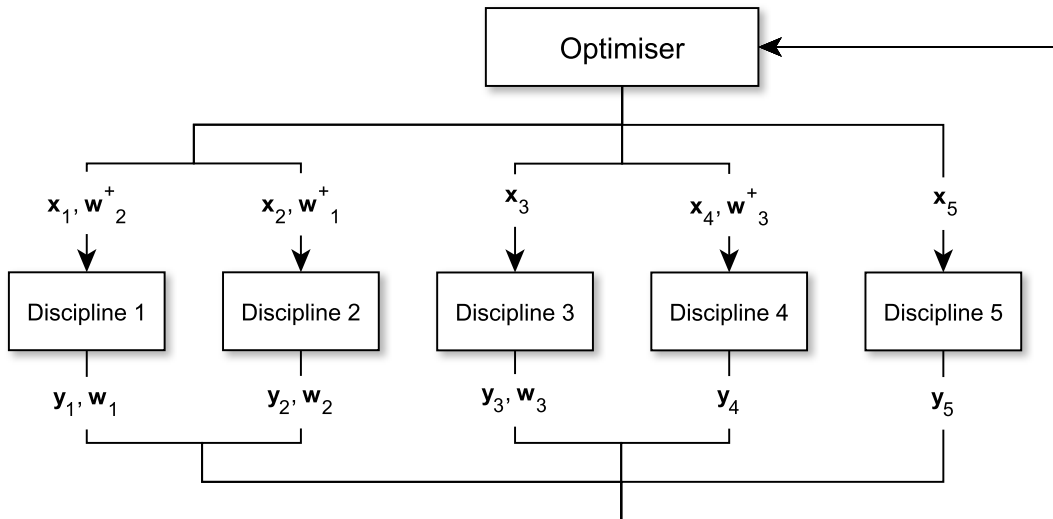 Optimiser
x₁, w⁺₂
x₂, w⁺₁
x₃
x₄, w⁺₃
x₅
Discipline 1
Discipline 2
Discipline 3
Discipline 4
Discipline 5
y₁, w₁
y₂, w₂
y₃, w₃
y₄
y₅